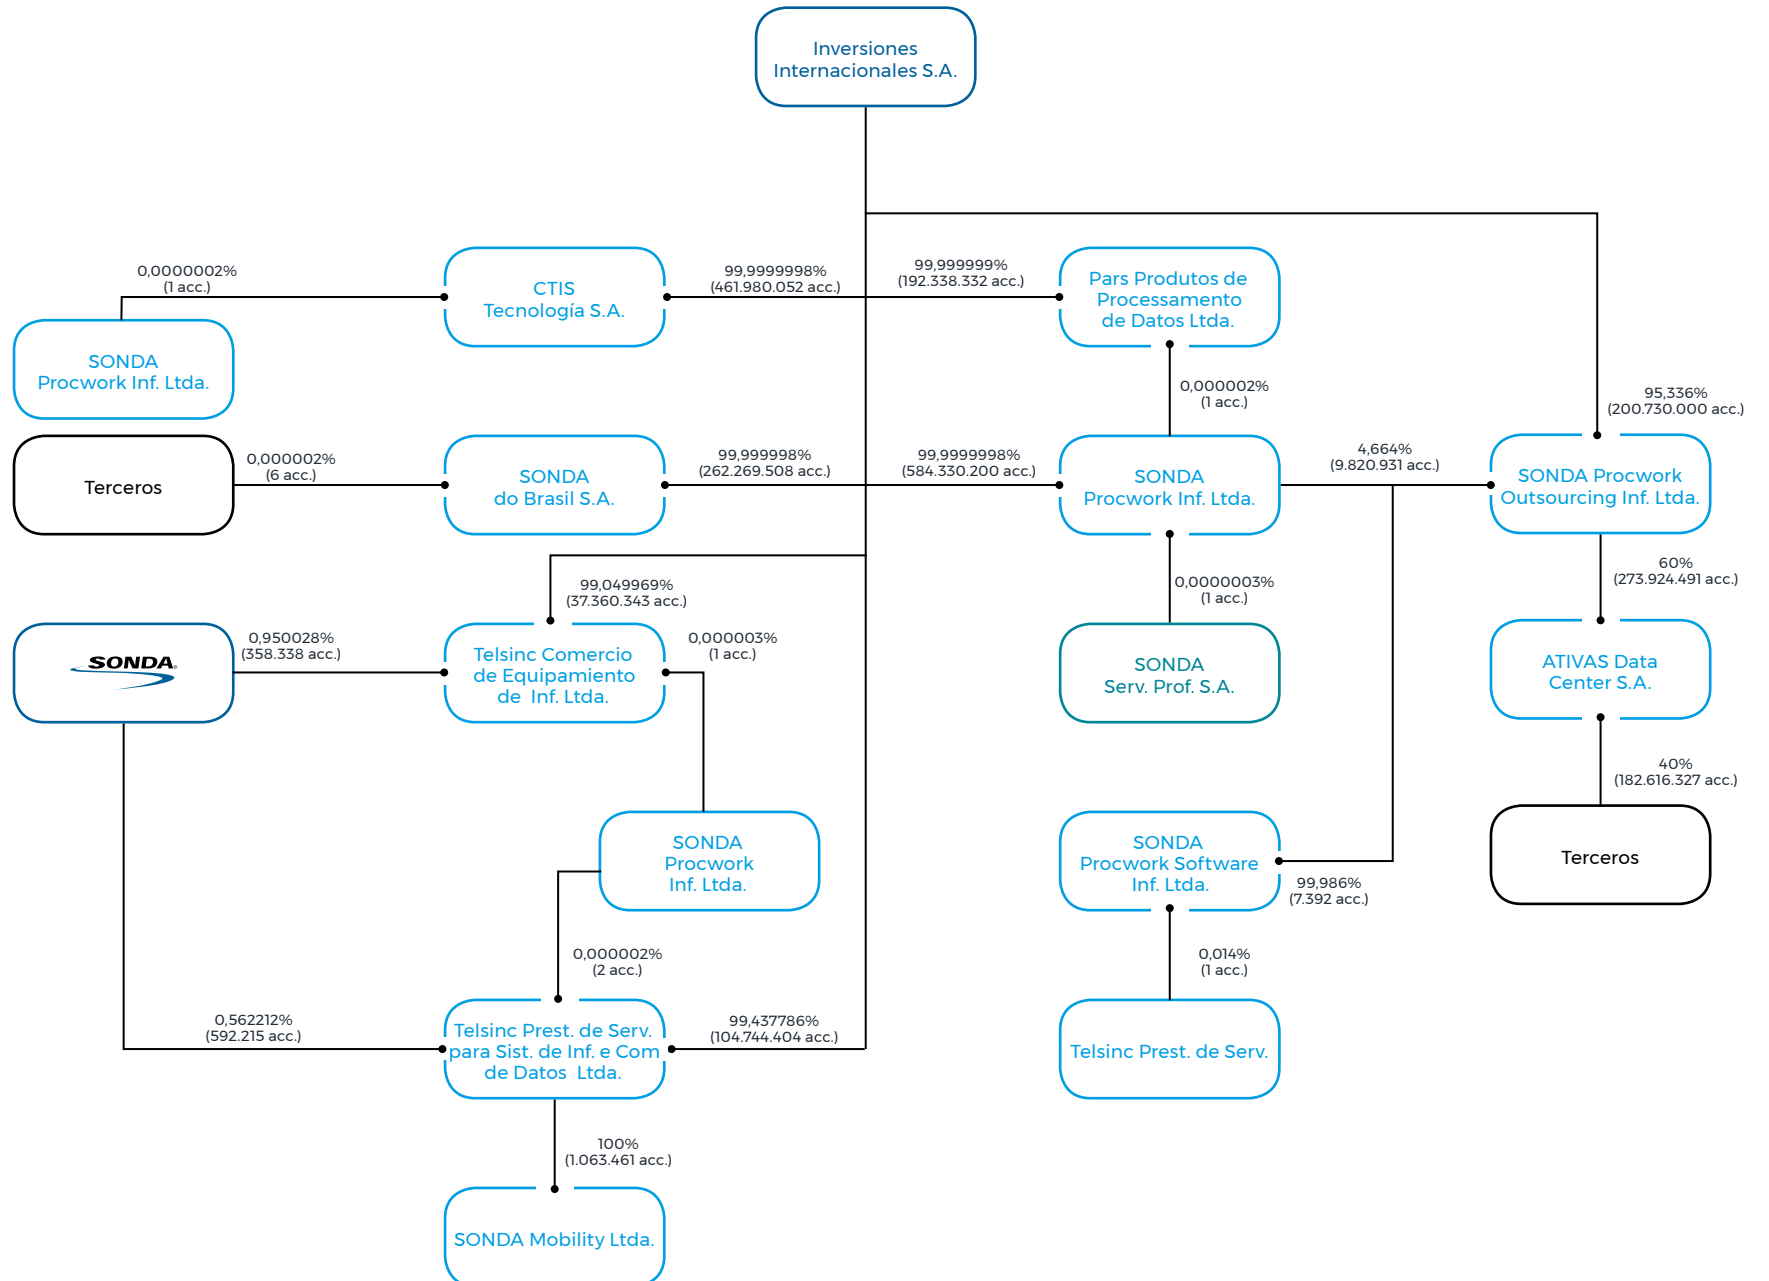 Inversiones
Internacionales S.A.
0,0000002%
(1 acc.)
CTIS
Tecnología S.A.
99,9999998%
(461.980.052 acc.)
99,999999%
(192.338.332 acc.)
Pars Produtos de
Processamento
de Datos Ltda.
SONDA
Procwork Inf. Ltda.
0,000002%
(1 acc.)
95,336%
(200.730.000 acc.)
Terceros
0,000002%
(6 acc.)
SONDA
do Brasil S.A.
99,999998%
(262.269.508 acc.)
99,9999998%
(584.330.200 acc.)
SONDA
Procwork Inf. Ltda.
4,664%
(9.820.931 acc.)
SONDA Procwork
Outsourcing Inf. Ltda.
99,049969%
(37.360.343 acc.)
0,0000003%
(1 acc.)
60%
(273.924.491 acc.)
SONDA
0,950028%
(358.338 acc.)
Telsinc Comercio
de Equipamiento
de Inf. Ltda.
0,000003%
(1 acc.)
SONDA
Serv. Prof. S.A.
ATIVAS Data
Center S.A.
40%
(182.616.327 acc.)
SONDA
Procwork
Inf. Ltda.
SONDA
Procwork Software
Inf. Ltda.
99,986%
(7.392 acc.)
Terceros
0,000002%
(2 acc.)
0,014%
(1 acc.)
0,562212%
(592.215 acc.)
Telsinc Prest. de Serv.
para Sist. de Inf. e Com
de Datos Ltda.
99,437786%
(104.744.404 acc.)
Telsinc Prest. de Serv.
100%
(1.063.461 acc.)
SONDA Mobility Ltda.